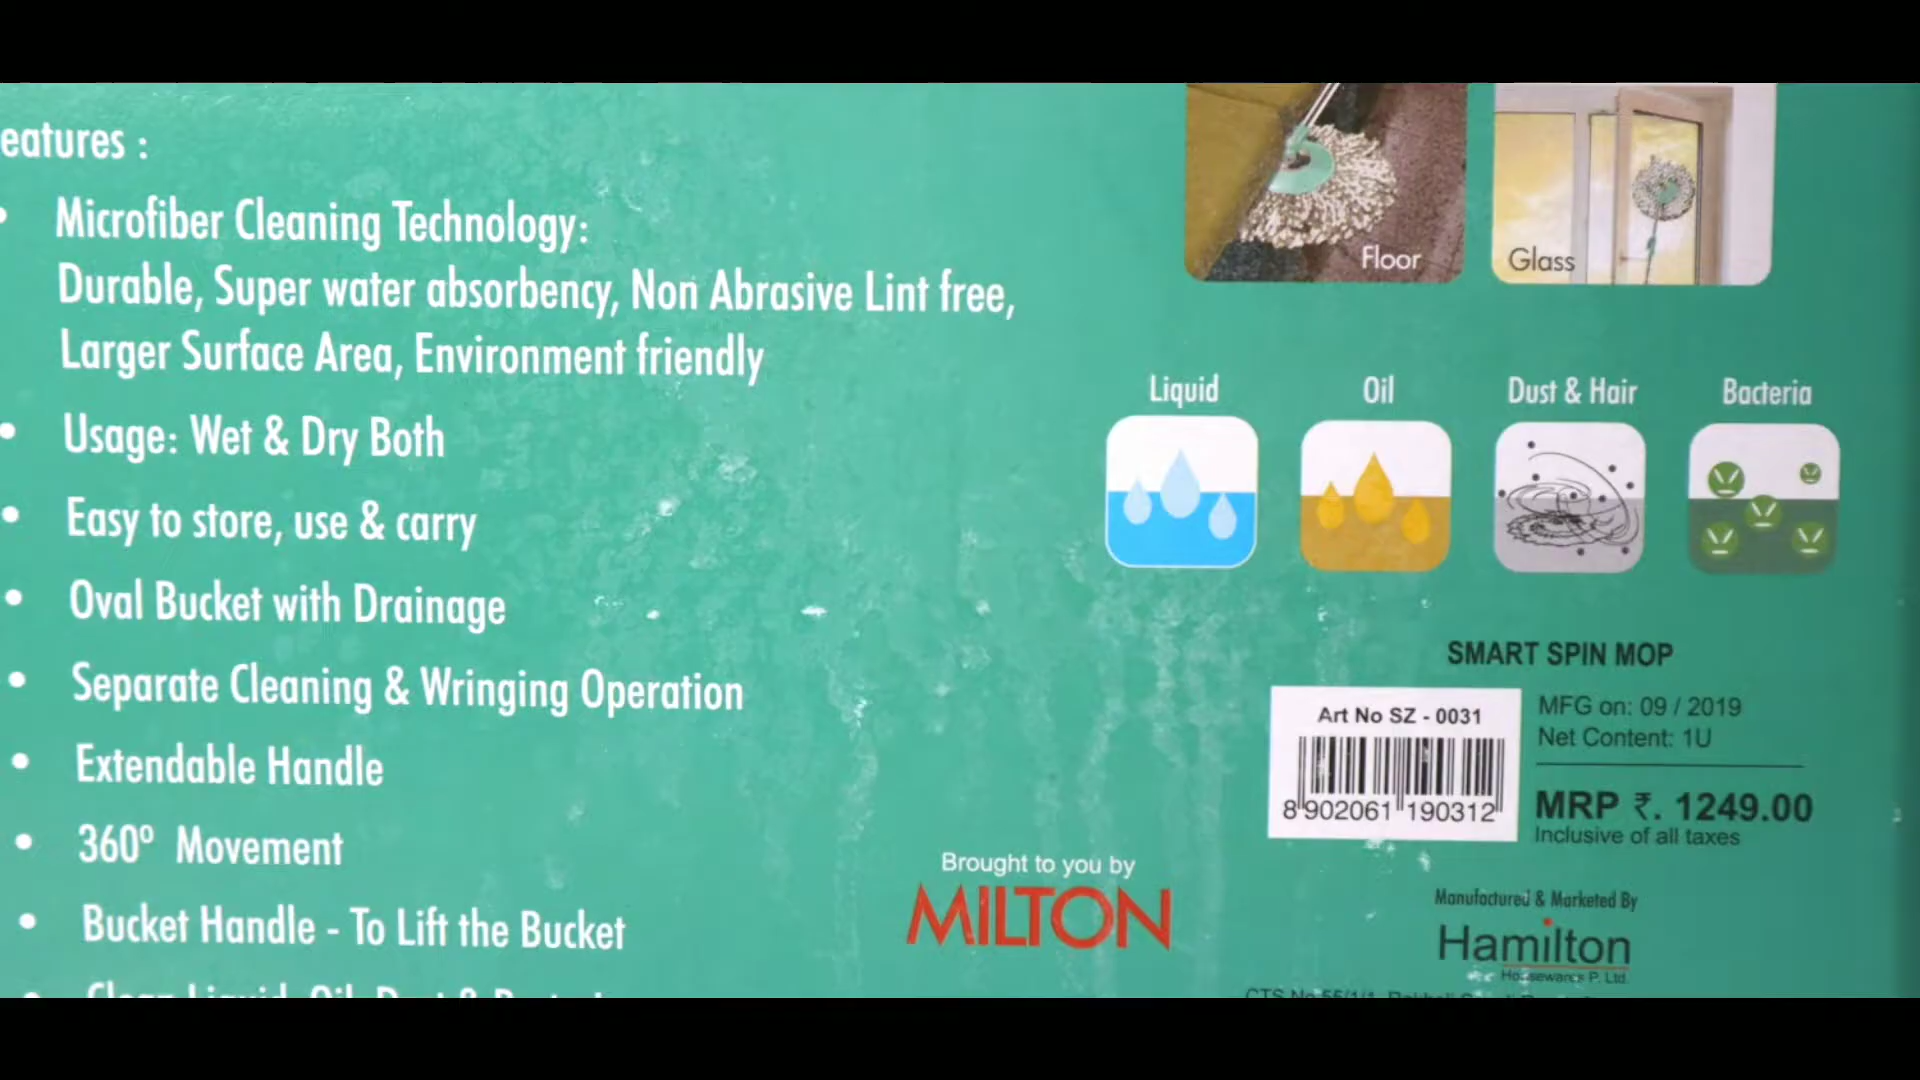 eatures :
• Microfiber Cleaning Technology:
Durable, Super water absorbency, Non Abrasive Lint free,
Larger Surface Area, Environment friendly
• Usage: Wet & Dry Both
• Easy to store, use & carry
• Oval Bucket with Drainage
• Separate Cleaning & Wringing Operation
• Extendable Handle
• 360º Movement
• Bucket Handle - To Lift the Bucket
Floor
Glass
Liquid
Oil
Dust & Hair
Bacteria
SMART SPIN MOP
Art No SZ - 0031
8 902061 190312
MFG on: 09 / 2019
Net Content: 1U
MRP ₹. 1249.00
Inclusive of all taxes
Brought to you by
MILTON
Manufactured & Marketed By
Hamilton
Housewares P. Ltd.